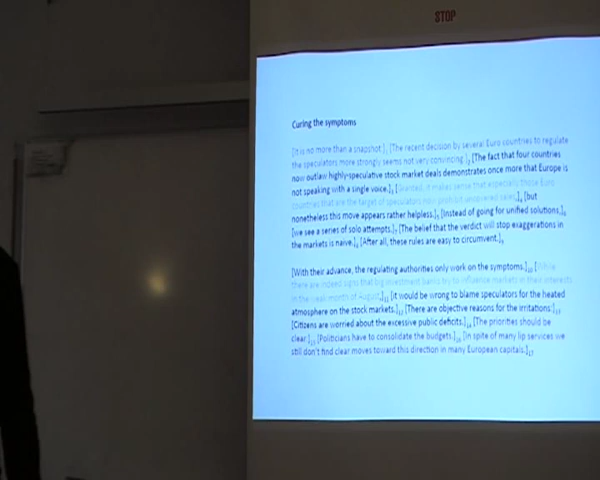 STOP
Curing the symptoms
[It is no more than a snapshot.]1 [The recent decision by several Euro countries to regulate
the speculators more strongly seems not very convincing.]2 [The fact that four countries
now outlaw highly-speculative stock market deals demonstrates once more that Europe is
not speaking with a single voice.]3 [Granted, it makes sense that especially those Euro
countries that are the target of speculators now prohibit uncovered sales,]4 [but
nonetheless this move appears rather helpless.]5 [Instead of going for unified solutions,]6
[we see a series of solo attempts.]7 [The belief that the verdict will stop exaggerations in
the markets is naive.]8 [After all, these rules are easy to circumvent.]9
[With their advance, the regulating authorities only work on the symptoms.]10 [While
there are indeed signs that big investment banks try to influence markets in their interests
in the weak month of August,]11 [it would be wrong to blame speculators for the heated
atmosphere on the stock markets.]12 [There are objective reasons for the irritations.]13
[Citizens are worried about the excessive public deficits.]14 [The priorities should be
clear.]15 [Politicians have to consolidate the budgets.]16 [In spite of many lip services we
still don't find clear moves toward this direction in many European capitals.]17